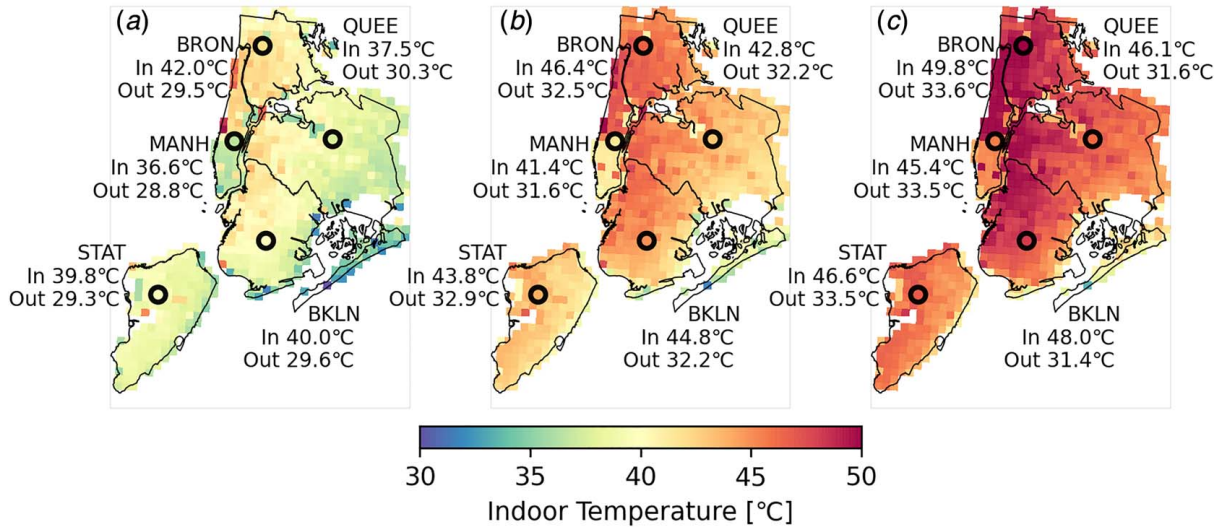 (a)
QUEE
In 37.5°C
Out 30.3°C
BRON
In 42.0°C
Out 29.5°C
MANH
In 36.6°C
Out 28.8°C
STAT
In 39.8°C
Out 29.3°C
BKLN
In 40.0°C
Out 29.6°C
(b)
QUEE
In 42.8°C
Out 32.2°C
BRON
In 46.4°C
Out 32.5°C
MANH
In 41.4°C
Out 31.6°C
STAT
In 43.8°C
Out 32.9°C
BKLN
In 44.8°C
Out 32.2°C
(c)
QUEE
In 46.1°C
Out 31.6°C
BRON
In 49.8°C
Out 33.6°C
MANH
In 45.4°C
Out 33.5°C
STAT
In 46.6°C
Out 33.5°C
BKLN
In 48.0°C
Out 31.4°C
30 35 40 45 50
Indoor Temperature [°C]